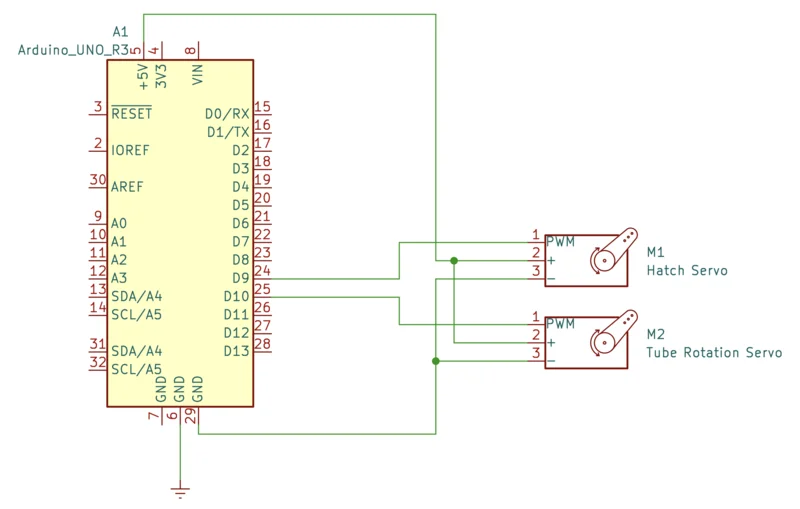 A1
Arduino_UNO_R3
5 4 8
+5V 3V3 VIN
3 RESET D0/RX 15
D1/TX 16
2 IOREF D2 17
D3 18
30 AREF D4 19
D5 20
9 A0 D6 21
10 A1 D7 22
11 A2 D8 23
12 A3 D9 24
13 SDA/A4 D10 25
14 SCL/A5 D11 26
D12 27
31 SDA/A4 D13 28
32 SCL/A5
GND GND GND
7 6 29
1 PWM
2 +
3 −
M1
Hatch Servo
1 PWM
2 +
3 −
M2
Tube Rotation Servo